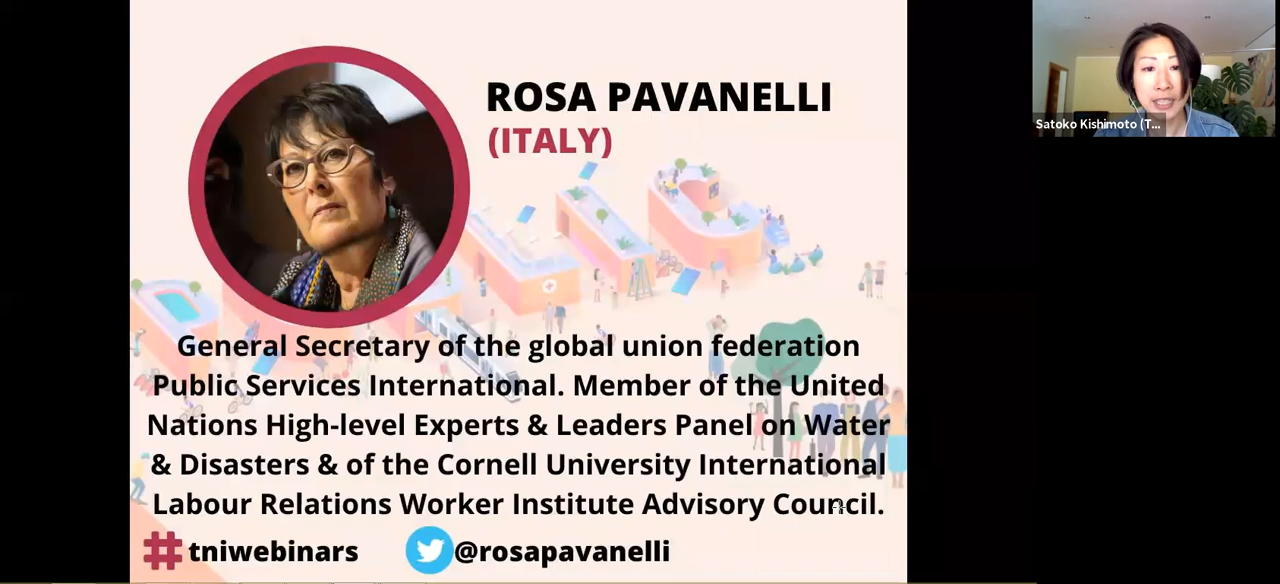 ROSA PAVANELLI
(ITALY)
General Secretary of the global union federation
Public Services International. Member of the United
Nations High-level Experts & Leaders Panel on Water
& Disasters & of the Cornell University International
Labour Relations Worker Institute Advisory Council.
#tniwebinars @rosapavanelli
Satoko Kishimoto (T...